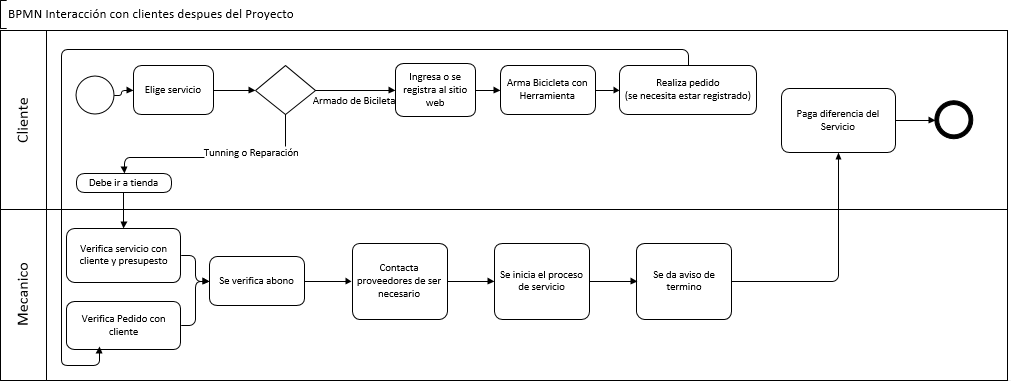 BPMN Interacción con clientes despues del Proyecto
Cliente
Elige servicio
Armado de Bicileta
Ingresa o se
registra al sitio
web
Arma Bicicleta con
Herramienta
Realiza pedido
(se necesita estar registrado)
Paga diferencia del
Servicio
Tunning o Reparación
Debe ir a tienda
Mecanico
Verifica servicio con
cliente y presupesto
Se verifica abono
Contacta
proveedores de ser
necesario
Se inicia el proceso
de servicio
Se da aviso de
termino
Verifica Pedido con
cliente